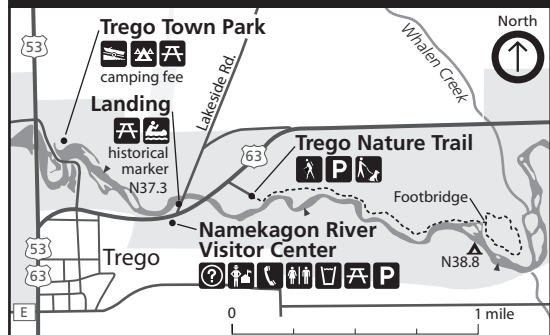 53
Trego Town Park
camping fee
Lakeside Rd.
Whalen Creek
North
Landing
historical
marker
N37.3
63
Trego Nature Trail
P
Footbridge
Namekagon River
Visitor Center
?
P
N38.8
53
63
Trego
E
0
1 mile